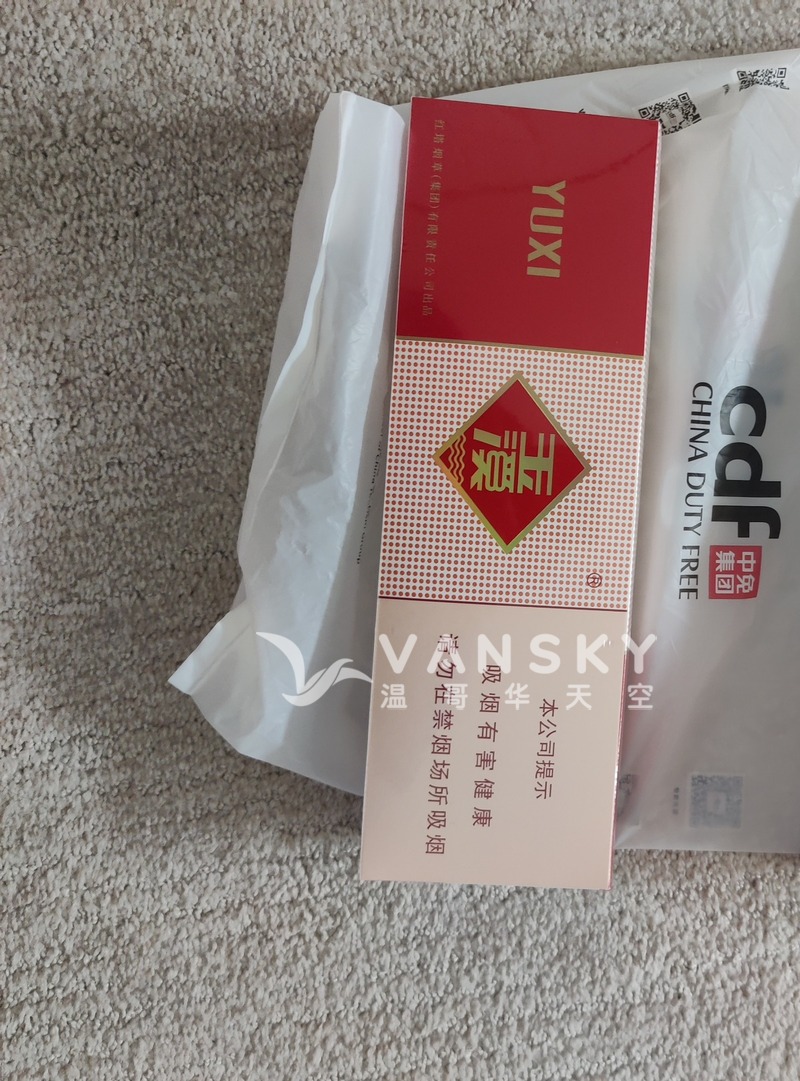 YUXI
红塔烟草(集团)有限责任公司出品
玉溪
®
本公司提示
吸烟有害健康
请勿在禁烟场所吸烟
cdf
中免
集团
CHINA DUTY FREE
VANSKY
温哥华天空